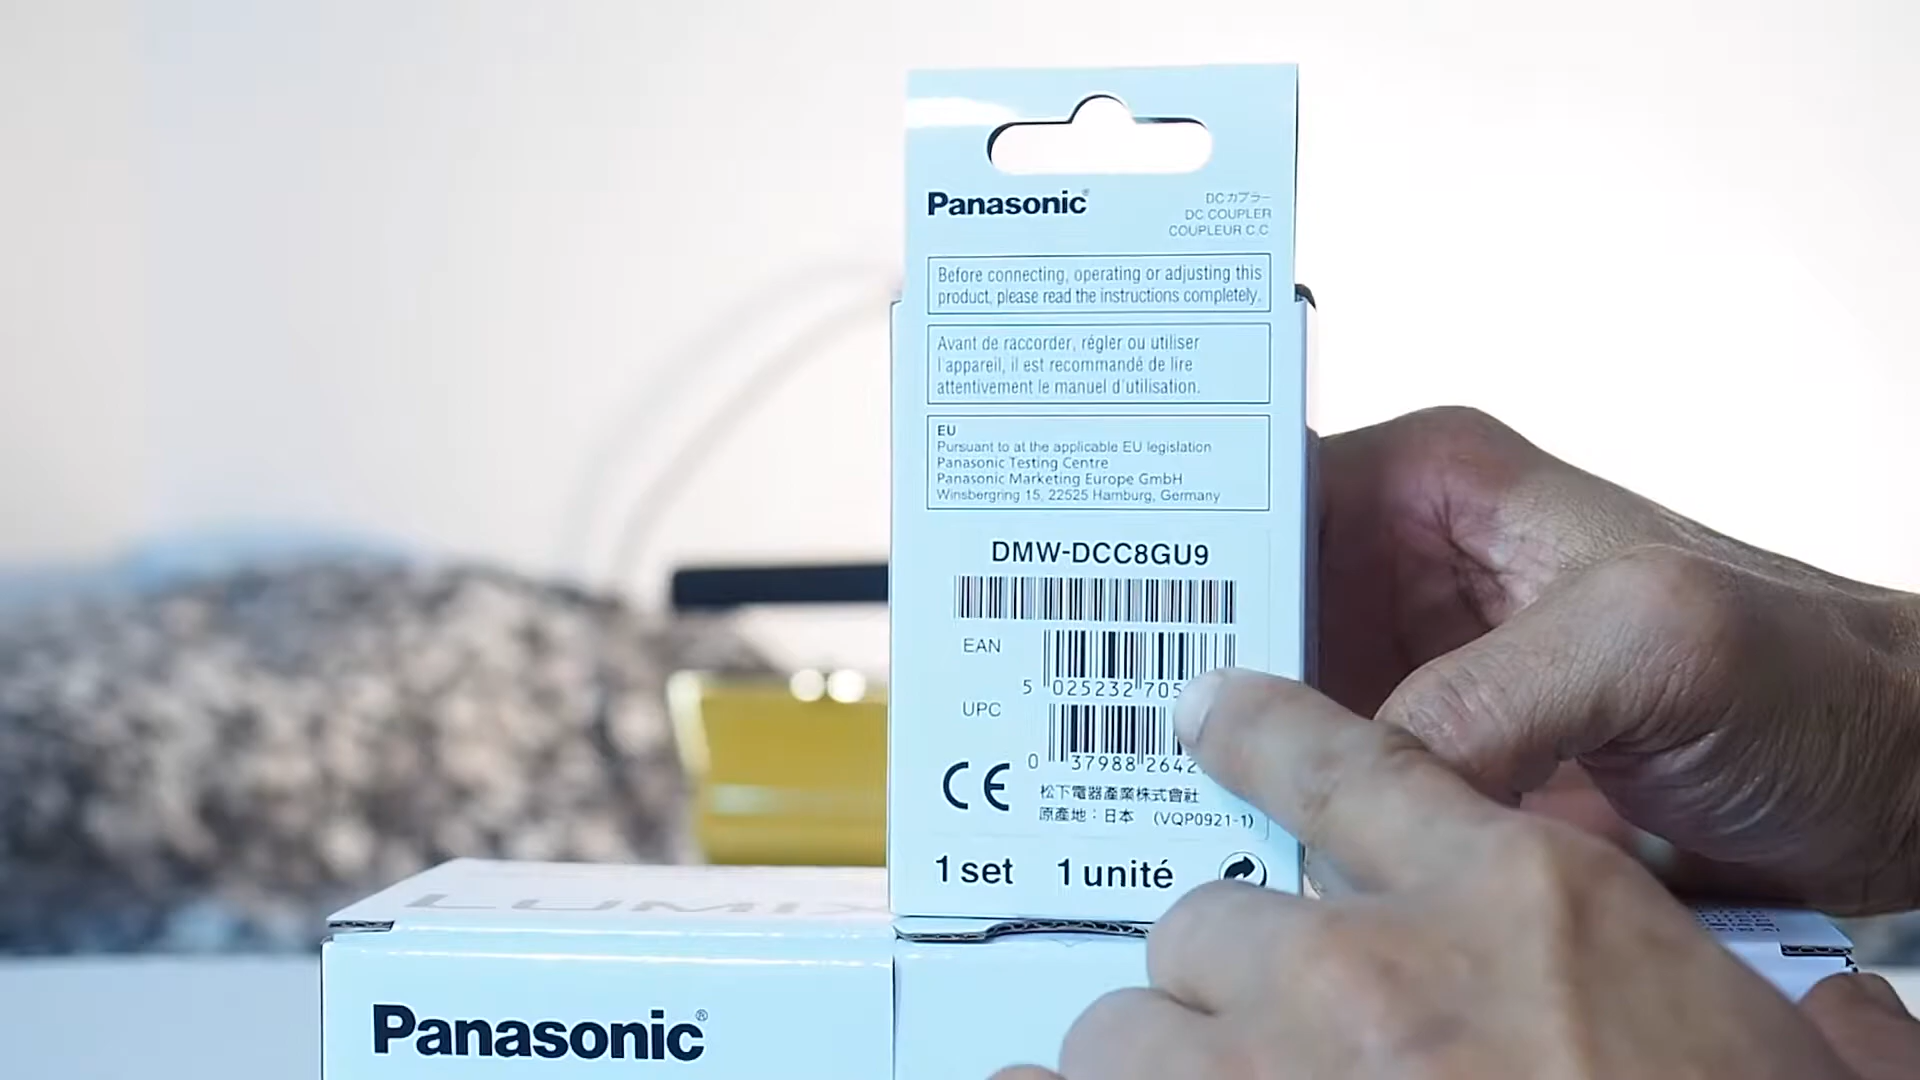 Panasonic
DCカプラー
DC COUPLER
COUPLEUR C.C
Before connecting, operating or adjusting this
product, please read the instructions completely.
Avant de raccorder, régler ou utiliser
l'appareil, il est recommandé de lire
attentivement le manuel d'utilisation.
EU
Pursuant to at the applicable EU legislation
Panasonic Testing Centre
Panasonic Marketing Europe GmbH
Winsbergring 15, 22525 Hamburg, Germany
DMW-DCC8GU9
EAN
5 025232 705
UPC
0 37988 2642
CE
松下電器產業株式會社
原產地：日本 (VQP0921-1)
1 set 1 unité
LUMIX
Panasonic